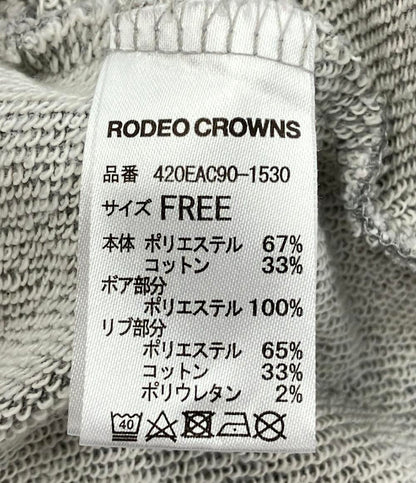 RODEO CROWNS
品番 420EAC90-1530
サイズ FREE
本体 ポリエステル 67%
コットン 33%
ボア部分
ポリエステル 100%
リブ部分
ポリエステル 65%
コットン 33%
ポリウレタン 2%
40